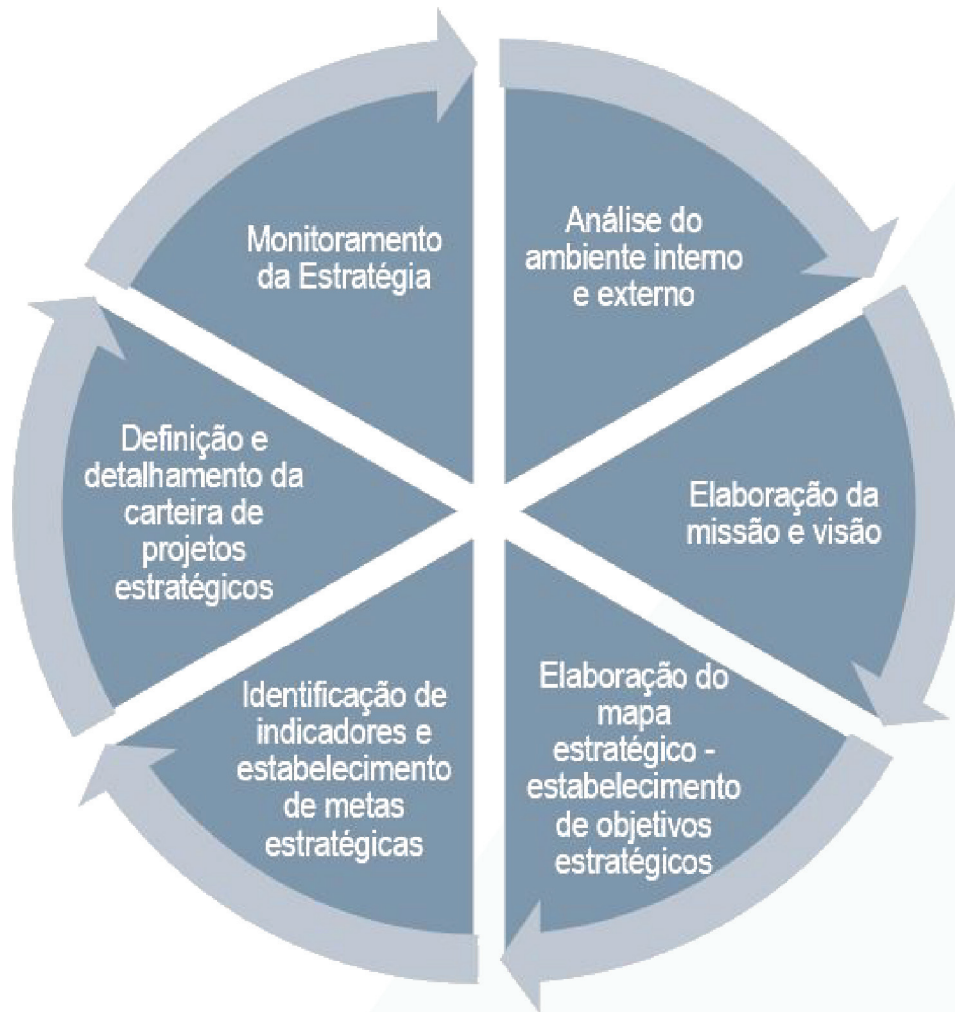 Análise do
ambiente interno
e externo
Elaboração da
missão e visão
Elaboração do
mapa
estratégico -
estabelecimento
de objetivos
estratégicos
Identificação de
indicadores e
estabelecimento
de metas
estratégicas
Definição e
detalhamento da
carteira de
projetos
estratégicos
Monitoramento
da Estratégia